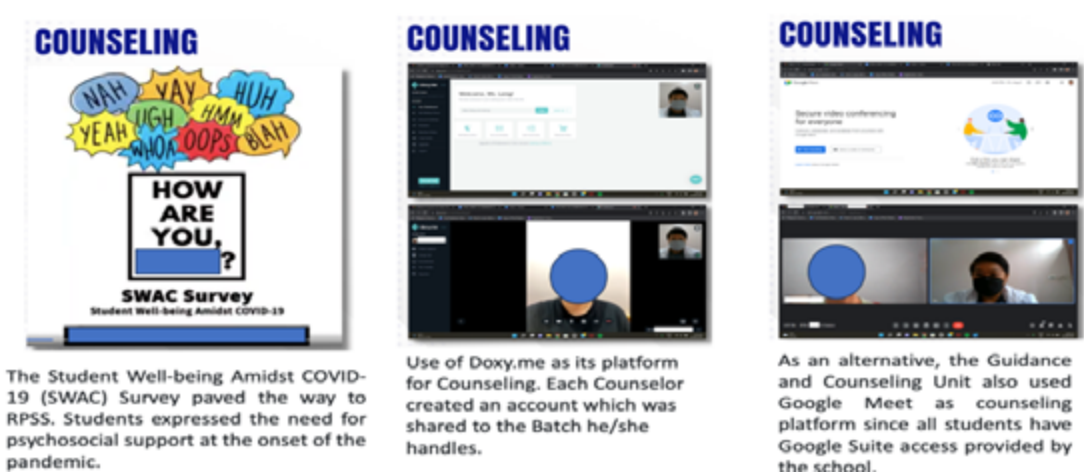 COUNSELING
NAH
YAY
HUH
YEAH
UGH
HMM
WHOA
OOPS
BLAH
HOW
ARE
YOU,
?
SWAC Survey
Student Well-being Amidst COVID-19
The Student Well-being Amidst COVID-
19 (SWAC) Survey paved the way to
RPSS. Students expressed the need for
psychosocial support at the onset of the
pandemic.
COUNSELING
Use of Doxy.me as its platform
for Counseling. Each Counselor
created an account which was
shared to the Batch he/she
handles.
COUNSELING
Secure video conferencing
for everyone
As an alternative, the Guidance
and Counseling Unit also used
Google Meet as counseling
platform since all students have
Google Suite access provided by
the school.